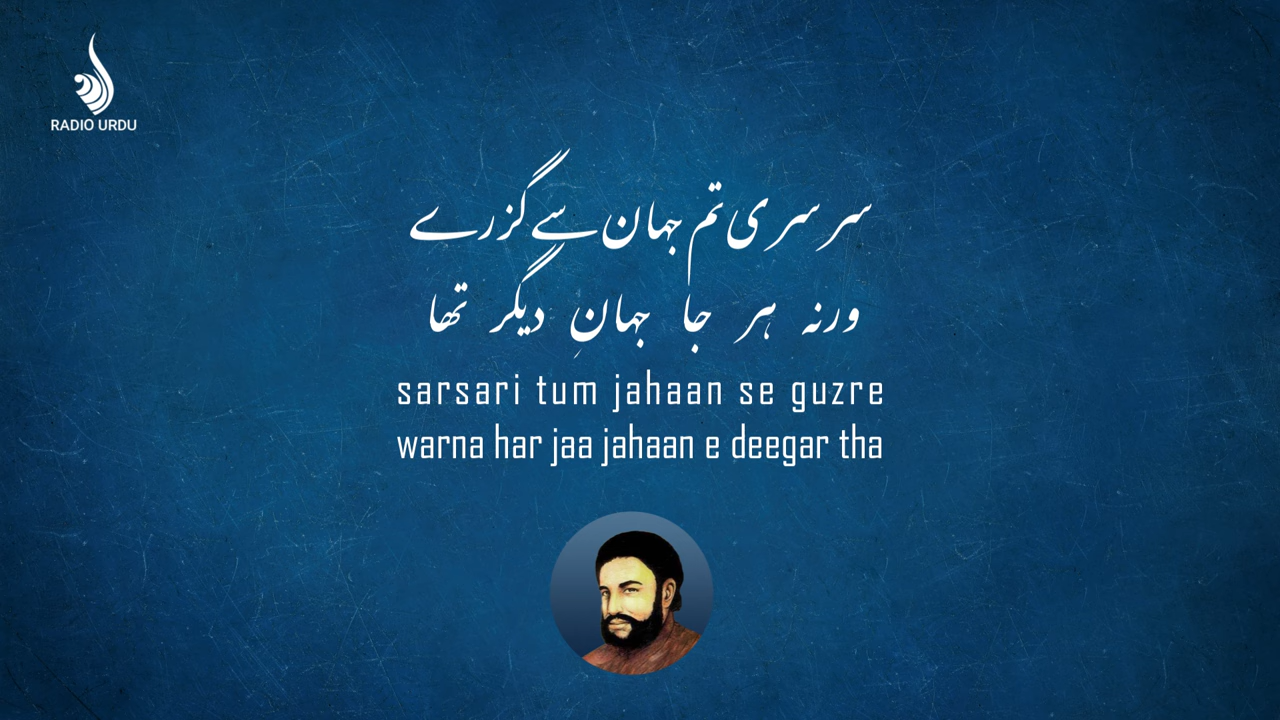 RADIO URDU
سرسری تم جہان سے گزرے
ورنہ ہر جا جہانِ دیگر تھا
sarsari tum jahaan se guzre
warna har jaa jahaan e deegar tha